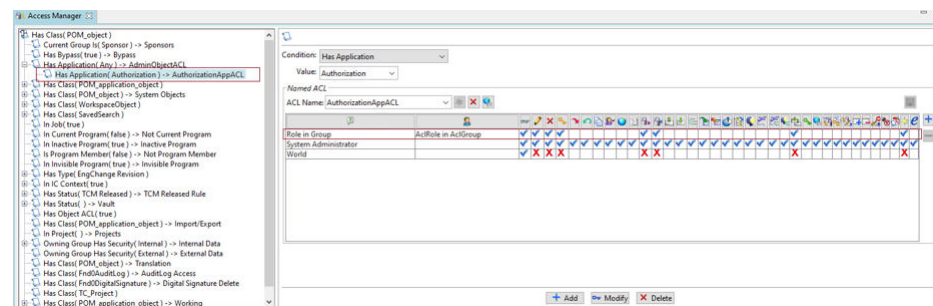 Access Manager
Has Class( POM_object )
Current Group Is( Sponsor ) -> Sponsors
Has Bypass( true ) -> Bypass
Has Application( Any ) -> AdminObjectACL
Has Application( Authorization ) -> AuthorizationAppACL
Has Class( POM_application_object )
Has Class( POM_object ) -> System Objects
Has Class( WorkspaceObject )
Has Class( SavedSearch )
In Job( true )
In Current Program( false ) -> Not Current Program
In Inactive Program( true ) -> Inactive Program
Is Program Member( false ) -> Not Program Member
In Invisible Program( true ) -> Invisible Program
Has Type( EngChange Revision )
In IC Context( true )
Has Status( TCM Released ) -> TCM Released Rule
Has Status( ) -> Vault
Has Object ACL( true )
Has Class( POM_application_object ) -> Import/Export
In Project( ) -> Projects
Owning Group Has Security( Internal ) -> Internal Data
Owning Group Has Security( External ) -> External Data
Has Class( POM_object ) -> Translation
Has Class( Fnd0AuditLog ) -> AuditLog Access
Has Class( Fnd0DigitalSignature ) -> Digital Signature Delete
Has Class( TC_Project )
Has Class( POM_application_object ) -> Working
Condition: Has Application
Value: Authorization
Named ACL
ACL Name: AuthorizationAppACL
Role in Group AclRole in AclGroup
System Administrator
World
Add Modify Delete